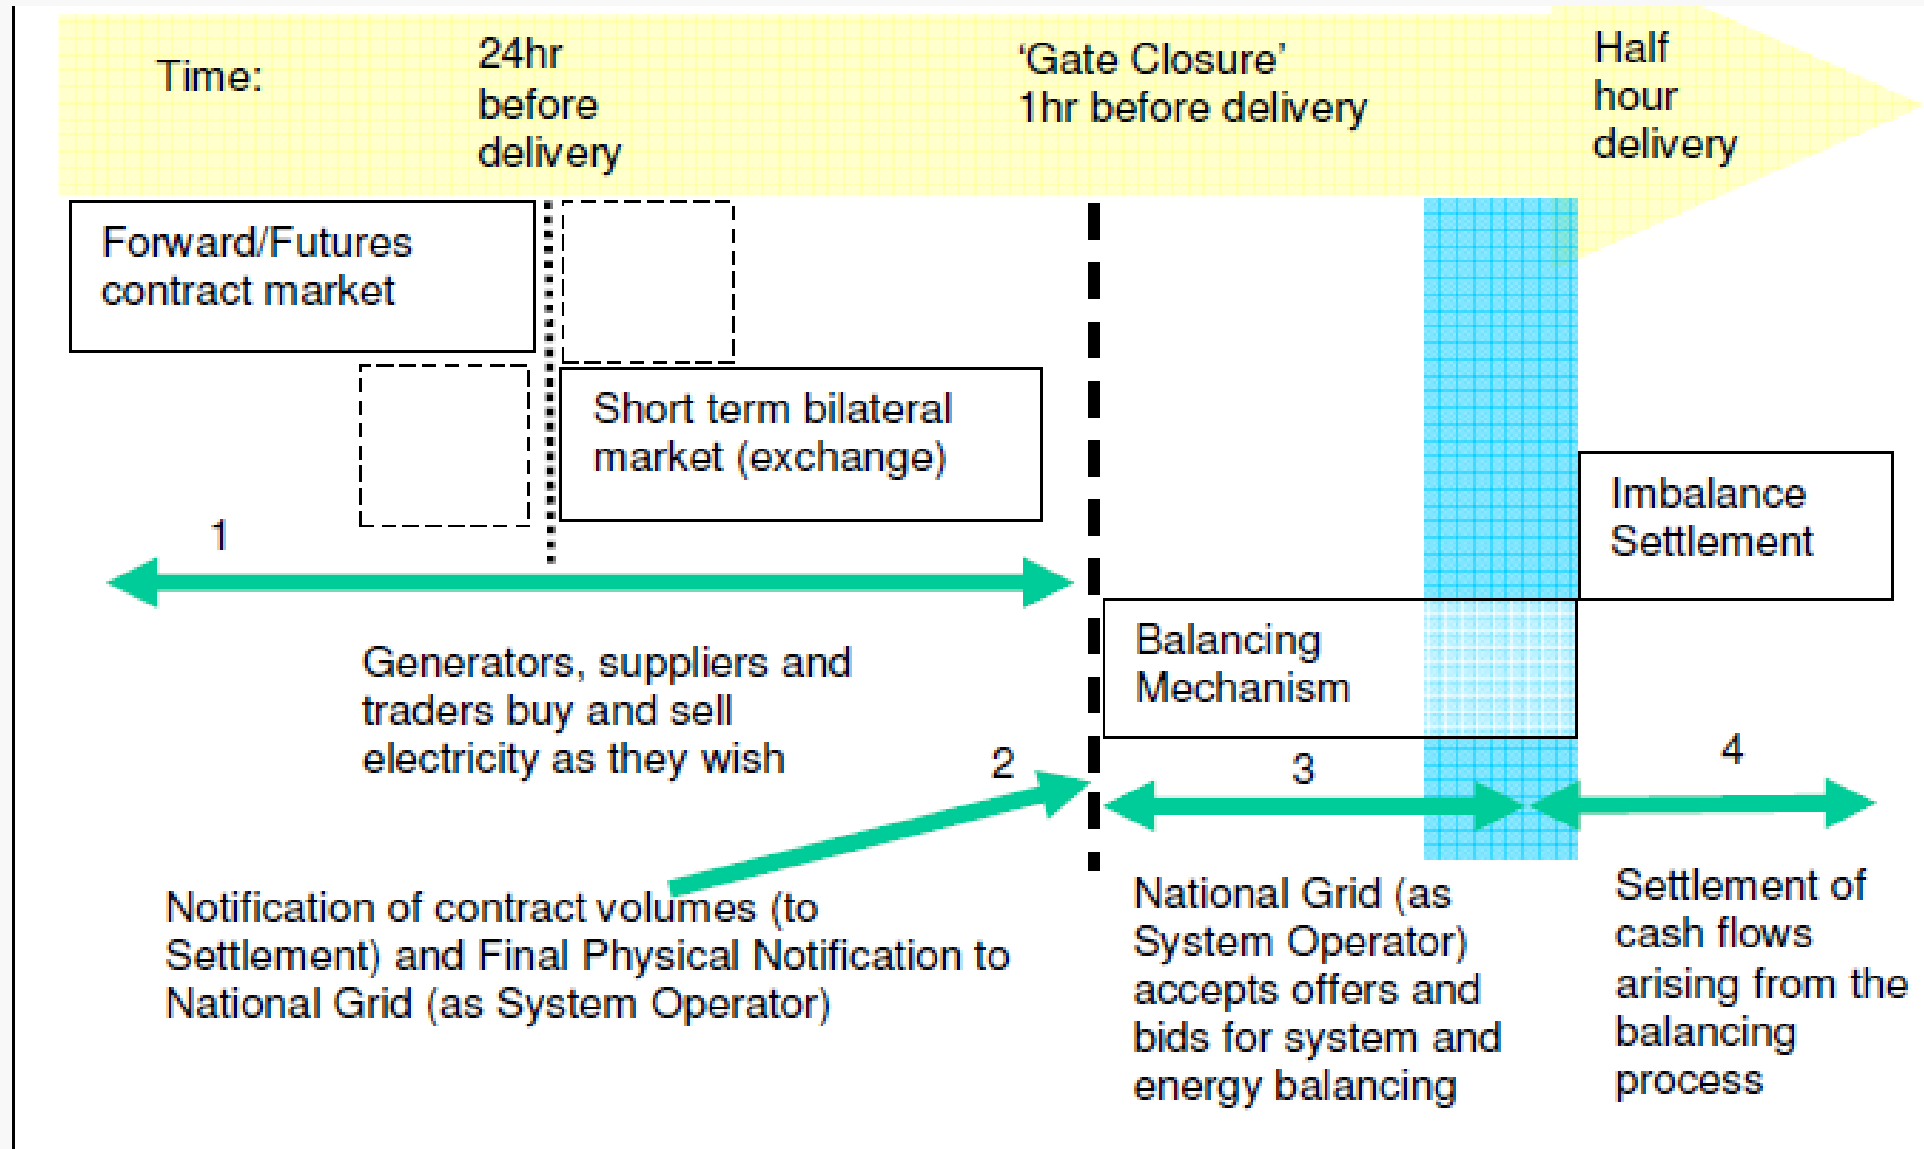 Time:
24hr
before
delivery
‘Gate Closure’
1hr before delivery
Half
hour
delivery
Forward/Futures
contract market
Short term bilateral
market (exchange)
Imbalance
Settlement
1
Generators, suppliers and
traders buy and sell
electricity as they wish
Balancing
Mechanism
2
3
4
Notification of contract volumes (to
Settlement) and Final Physical Notification to
National Grid (as System Operator)
National Grid (as
System Operator)
accepts offers and
bids for system and
energy balancing
Settlement of
cash flows
arising from the
balancing
process